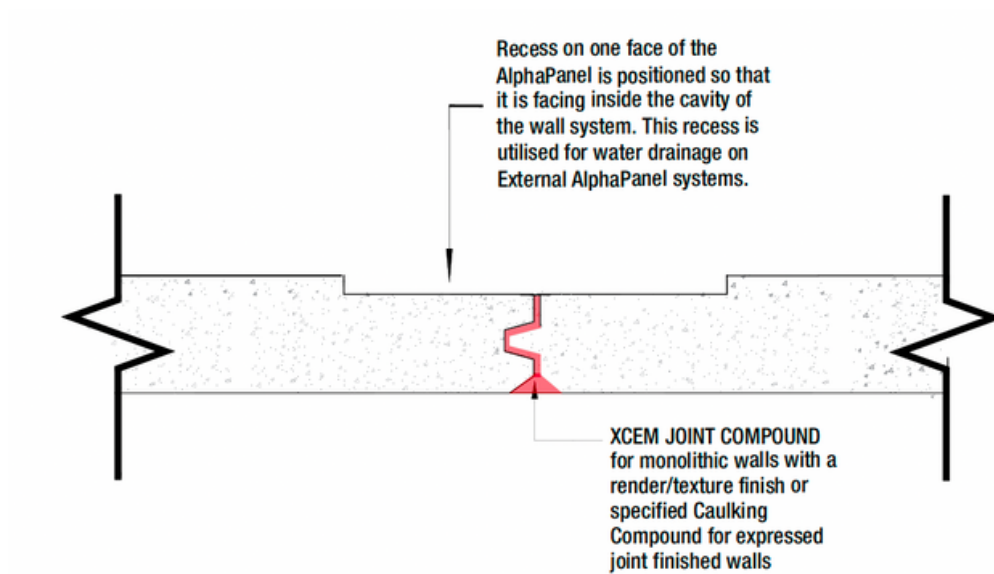 Recess on one face of the
AlphaPanel is positioned so that
it is facing inside the cavity of
the wall system. This recess is
utilised for water drainage on
External AlphaPanel systems.
XCEM JOINT COMPOUND
for monolithic walls with a
render/texture finish or
specified Caulking
Compound for expressed
joint finished walls